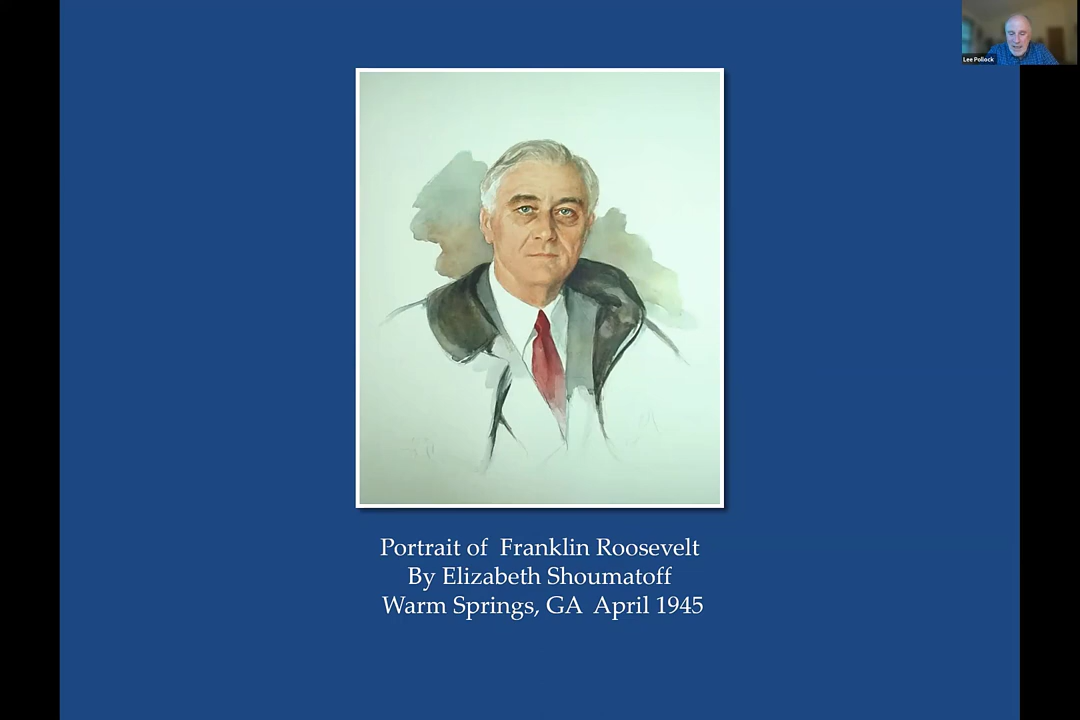 Lee Pollock
Portrait of Franklin Roosevelt
By Elizabeth Shoumatoff
Warm Springs, GA April 1945